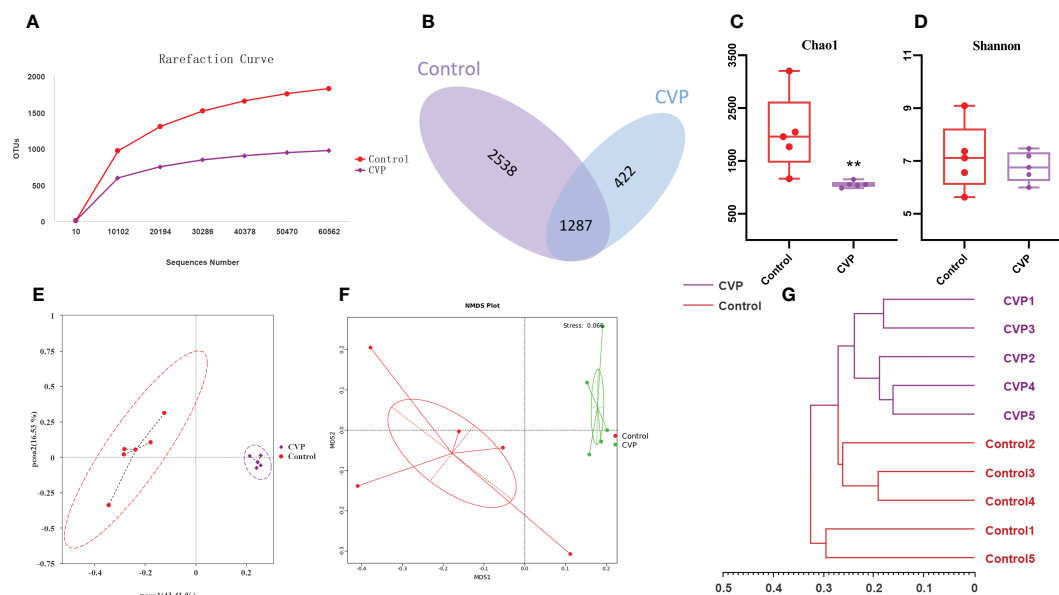 A
Rarefaction Curve
2000
1500
1000
500
0
OTUs
10 10102 20194 30286 40378 50470 60562
Sequences Number
Control
CVP
B
Control
CVP
2538
422
1287
C
Chao1
3500
2500
1500
500
**
Control
CVP
D
Shannon
11
9
7
5
Control
CVP
E
1
0.75
0.5
0.25
0
-0.25
-0.5
-0.75
-0.4 -0.2 0 0.2
pcoa2(16.53 %)
CVP
Control
F
NMDS Plot
Stress: 0.066
0.2
0.1
0.0
-0.1
-0.2
-0.3
MDS2
-0.4 -0.3 -0.2 -0.1 0.0 0.1 0.2
MDS1
Control
CVP
CVP
Control
G
CVP1
CVP3
CVP2
CVP4
CVP5
Control2
Control3
Control4
Control1
Control5
0.5 0.4 0.3 0.2 0.1 0